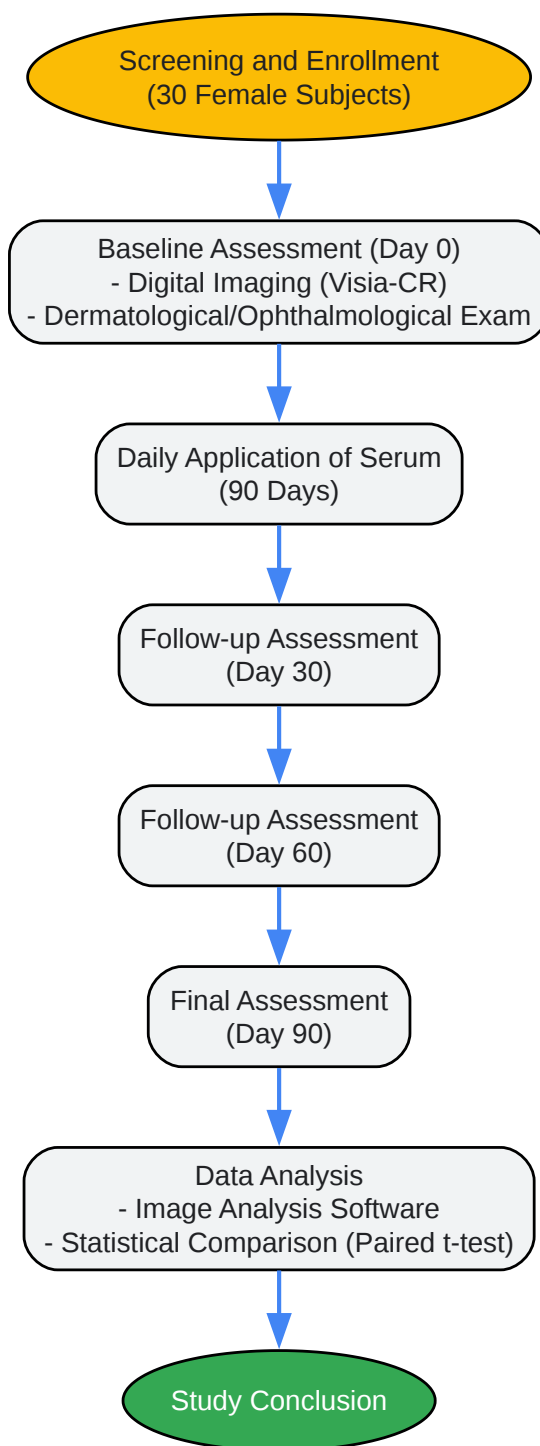 Screening and Enrollment
(30 Female Subjects)
Baseline Assessment (Day 0)
- Digital Imaging (Visia-CR)
- Dermatological/Ophthalmological Exam
Daily Application of Serum
(90 Days)
Follow-up Assessment
(Day 30)
Follow-up Assessment
(Day 60)
Final Assessment
(Day 90)
Data Analysis
- Image Analysis Software
- Statistical Comparison (Paired t-test)
Study Conclusion